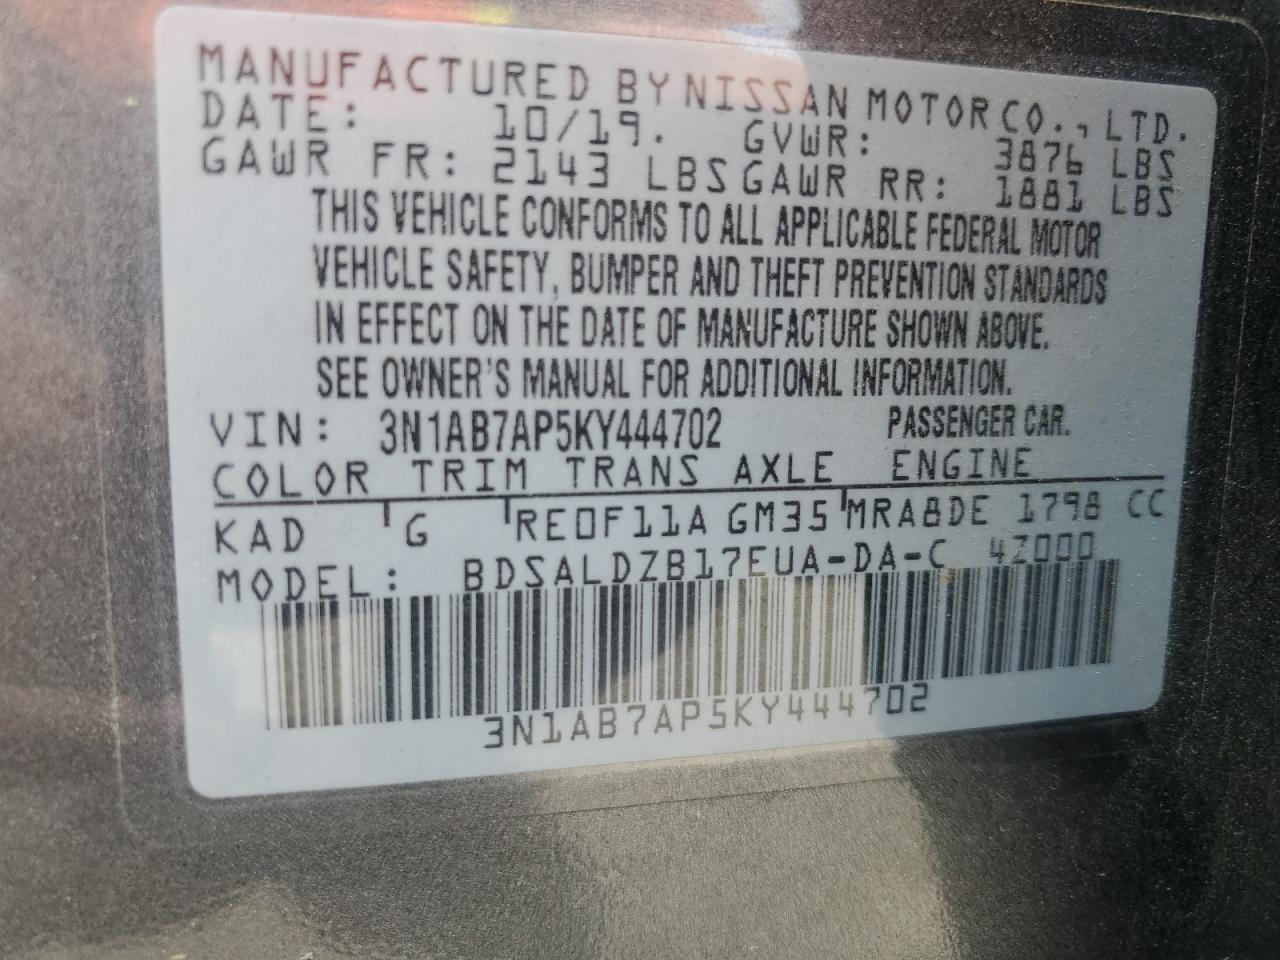 MANUFACTURED BY NISSAN MOTOR CO., LTD.
DATE: 10/19. GVWR: 3876 LBS
GAWR FR: 2143 LBS GAWR RR: 1881 LBS
THIS VEHICLE CONFORMS TO ALL APPLICABLE FEDERAL MOTOR
VEHICLE SAFETY, BUMPER AND THEFT PREVENTION STANDARDS
IN EFFECT ON THE DATE OF MANUFACTURE SHOWN ABOVE.
SEE OWNER'S MANUAL FOR ADDITIONAL INFORMATION.
VIN: 3N1AB7AP5KY444702 PASSENGER CAR.
COLOR TRIM TRANS AXLE ENGINE
KAD G RE0F11A GM35 MRA8DE 1798 CC
MODEL: BDSALDZB17EUA-DA-C 4Z000
3N1AB7AP5KY444702